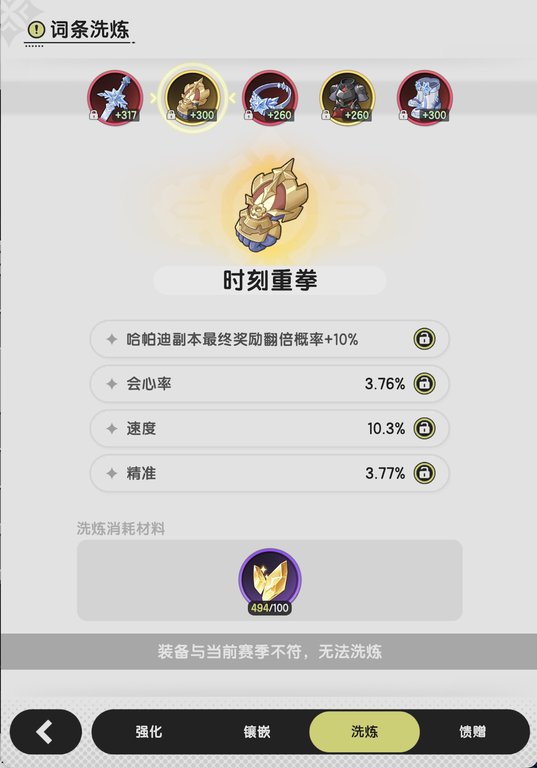 词条洗炼
+317
+300
+260
+260
+300
时刻重拳
哈帕迪副本最终奖励翻倍概率+10%
会心率 3.76%
速度 10.3%
精准 3.77%
洗炼消耗材料
494/100
装备与当前赛季不符，无法洗炼
强化 镶嵌 洗炼 馈赠